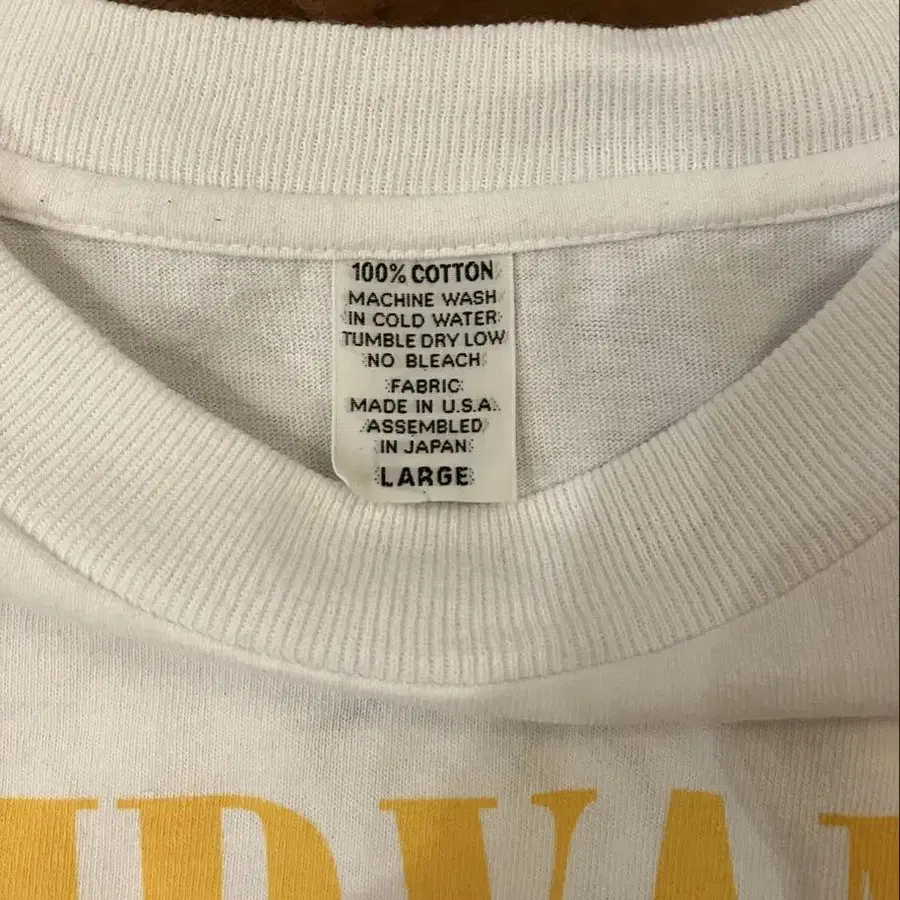 100% COTTON
MACHINE WASH
IN COLD WATER
TUMBLE DRY LOW
NO BLEACH
FABRIC
MADE IN U.S.A.
ASSEMBLED
IN JAPAN
LARGE